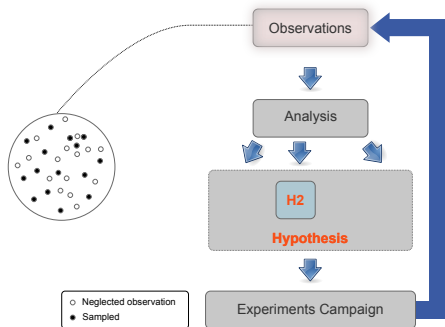 Observations
Analysis
H2
Hypothesis
Neglected observation
Sampled
Experiments Campaign